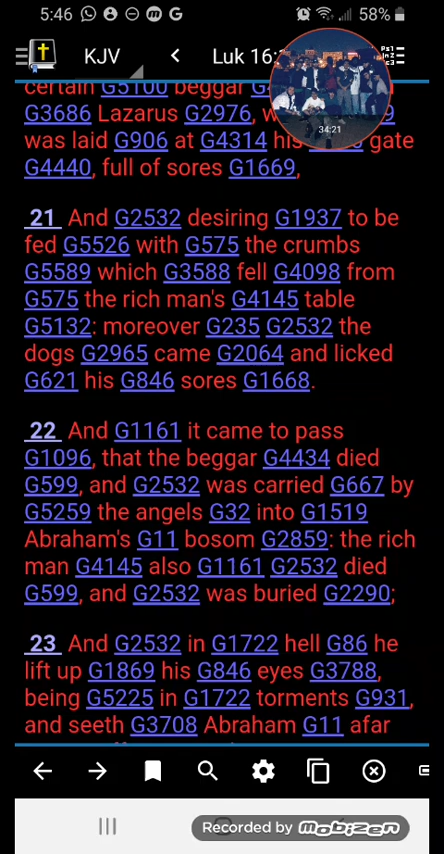 5:46
58%
KJV
Luk 16:
34:21
certain G5100 beggar
G3686 Lazarus G2976,
was laid G906 at G4314 his gate
G4440, full of sores G1669,
21 And G2532 desiring G1937 to be
fed G5526 with G575 the crumbs
G5589 which G3588 fell G4098 from
G575 the rich man's G4145 table
G5132: moreover G235 G2532 the
dogs G2965 came G2064 and licked
G621 his G846 sores G1668.
22 And G1161 it came to pass
G1096, that the beggar G4434 died
G599, and G2532 was carried G667 by
G5259 the angels G32 into G1519
Abraham's G11 bosom G2859: the rich
man G4145 also G1161 G2532 died
G599, and G2532 was buried G2290;
23 And G2532 in G1722 hell G86 he
lift up G1869 his G846 eyes G3788,
being G5225 in G1722 torments G931,
and seeth G3708 Abraham G11 afar
Recorded by Mobizen